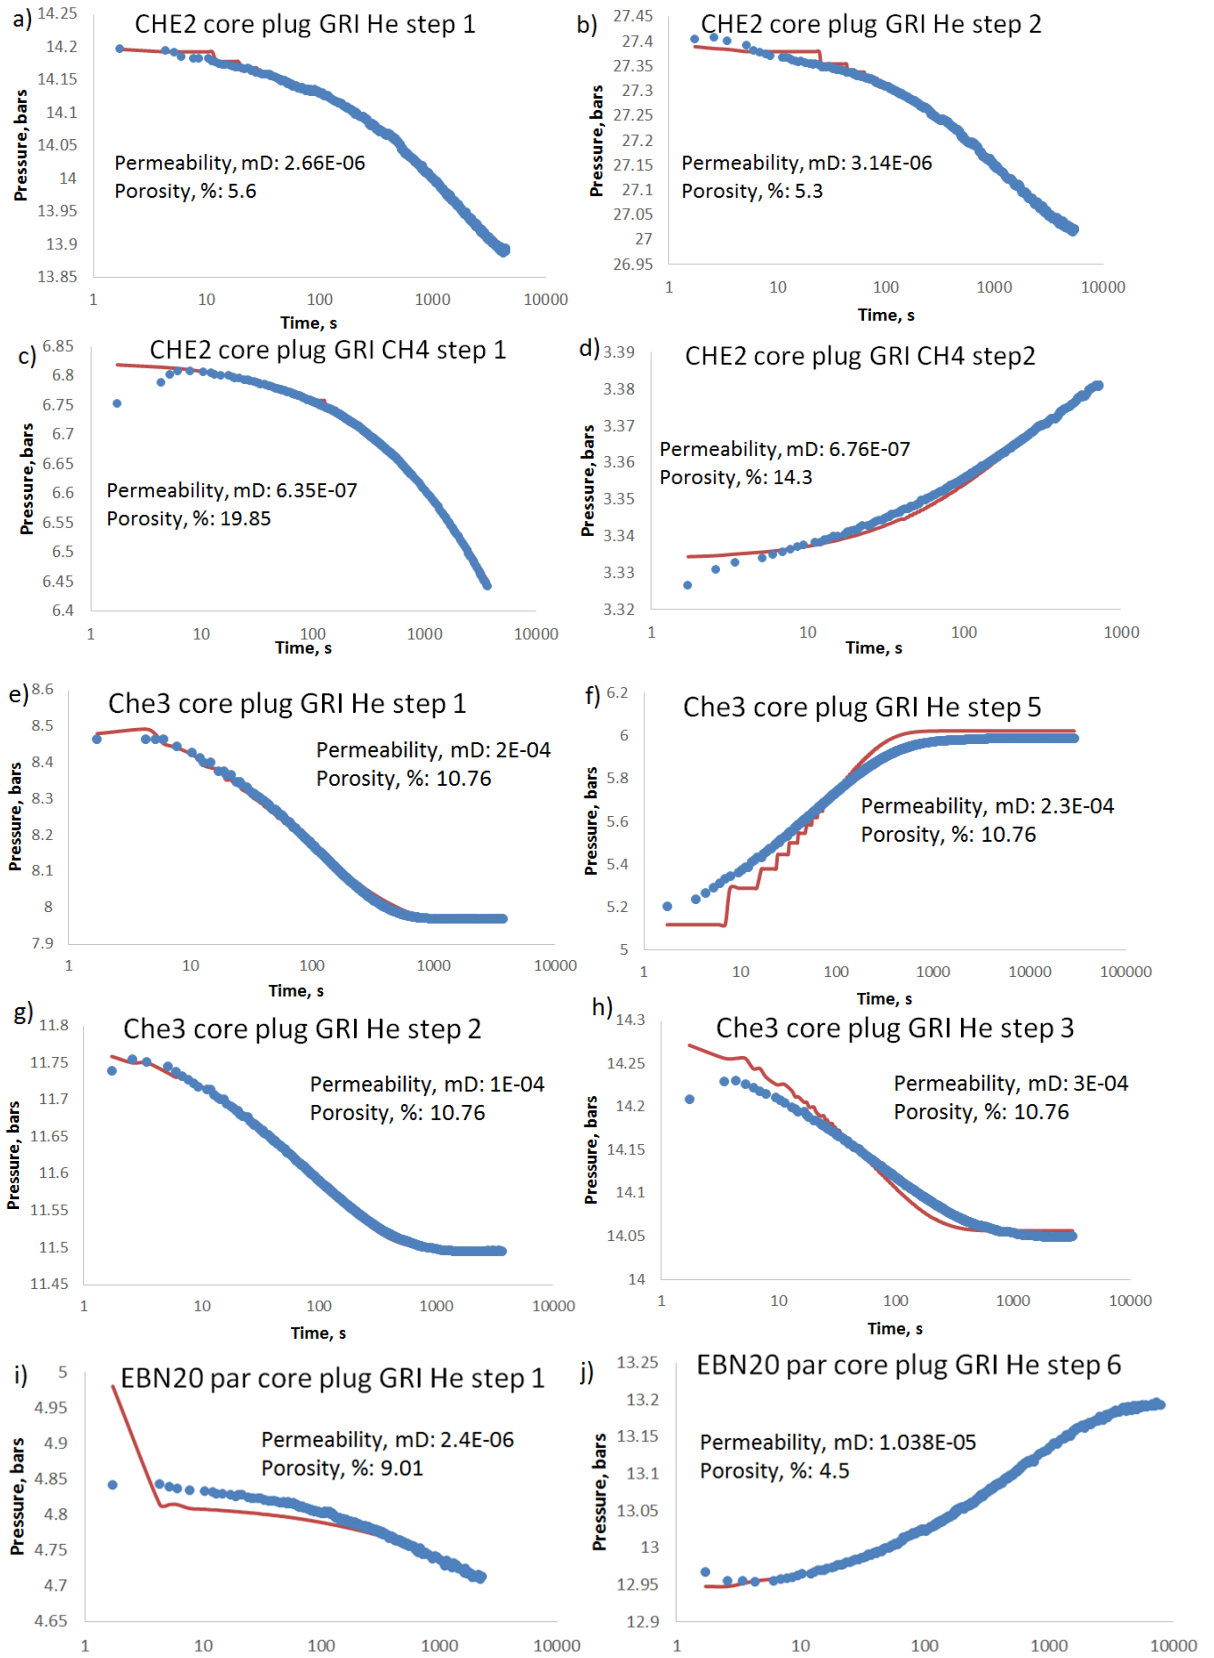 a)
CHE2 core plug GRI He step 1
14.25
14.2
14.15
14.1
14.05
14
13.95
13.9
13.85
Pressure, bars
Permeability, mD: 2.66E-06
Porosity, %: 5.6
1 10 100 1000 10000
Time, s
b)
CHE2 core plug GRI He step 2
27.45
27.4
27.35
27.3
27.25
27.2
27.15
27.1
27.05
27
26.95
Pressure, bars
Permeability, mD: 3.14E-06
Porosity, %: 5.3
1 10 100 1000 10000
Time, s
c)
CHE2 core plug GRI CH4 step 1
6.85
6.8
6.75
6.7
6.65
6.6
6.55
6.5
6.45
6.4
Pressure, bars
Permeability, mD: 6.35E-07
Porosity, %: 19.85
1 10 100 1000 10000
Time, s
d)
CHE2 core plug GRI CH4 step2
3.39
3.38
3.37
3.36
3.35
3.34
3.33
3.32
Pressure, bars
Permeability, mD: 6.76E-07
Porosity, %: 14.3
1 10 100 1000
Time, s
e)
Che3 core plug GRI He step 1
8.6
8.5
8.4
8.3
8.2
8.1
8
7.9
Pressure, bars
Permeability, mD: 2E-04
Porosity, %: 10.76
1 10 100 1000 10000
Time, s
f)
Che3 core plug GRI He step 5
6.2
6
5.8
5.6
5.4
5.2
5
Pressure, bars
Permeability, mD: 2.3E-04
Porosity, %: 10.76
1 10 100 1000 10000 100000
Time, s
g)
Che3 core plug GRI He step 2
11.8
11.75
11.7
11.65
11.6
11.55
11.5
11.45
Pressure, bars
Permeability, mD: 1E-04
Porosity, %: 10.76
1 10 100 1000 10000
Time, s
h)
Che3 core plug GRI He step 3
14.3
14.25
14.2
14.15
14.1
14.05
14
Pressure, bars
Permeability, mD: 3E-04
Porosity, %: 10.76
1 10 100 1000 10000
Time, s
i)
EBN20 par core plug GRI He step 1
5
4.95
4.9
4.85
4.8
4.75
4.7
4.65
Pressure, bars
Permeability, mD: 2.4E-06
Porosity, %: 9.01
1 10 100 1000 10000
j)
EBN20 par core plug GRI He step 6
13.25
13.2
13.15
13.1
13.05
13
12.95
12.9
Pressure, bars
Permeability, mD: 1.038E-05
Porosity, %: 4.5
1 10 100 1000 10000